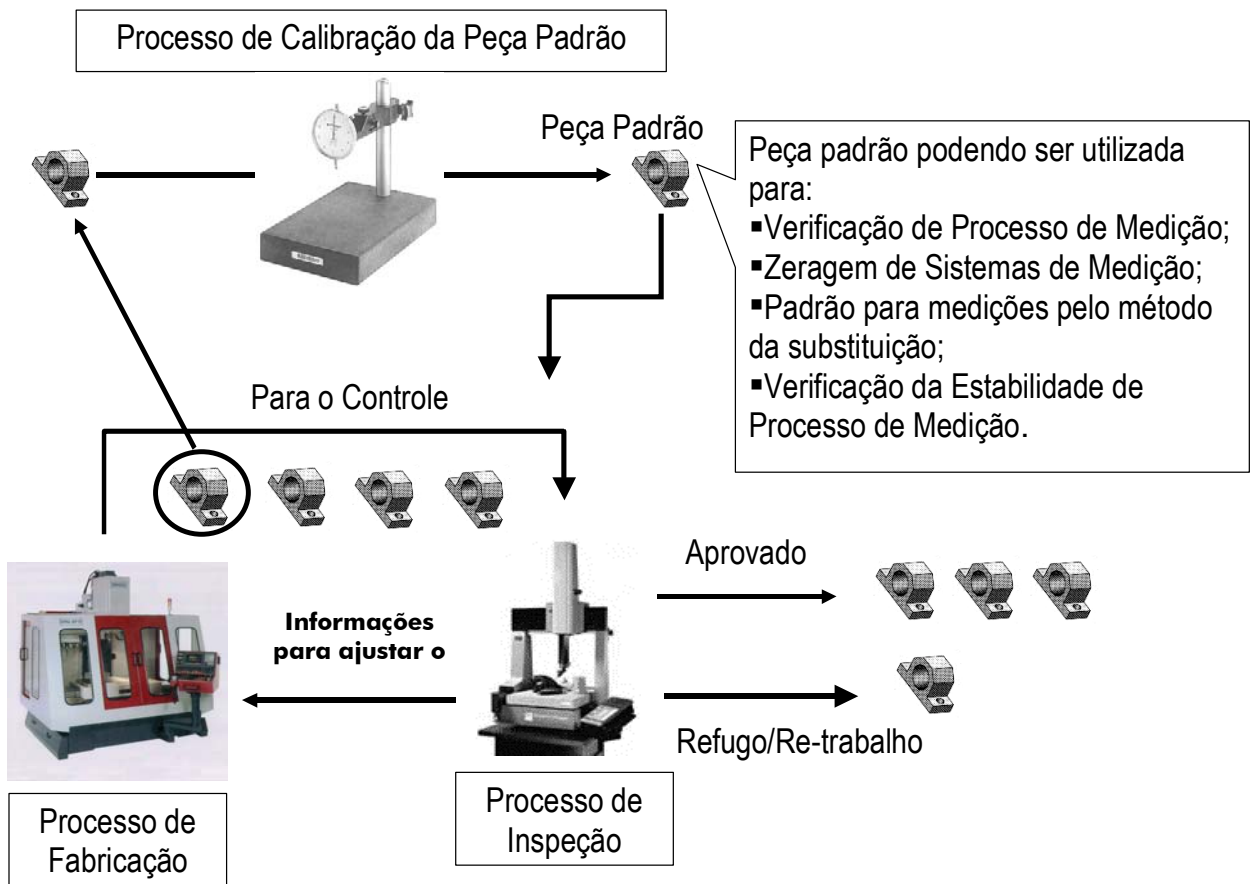 Processo de Calibração da Peça Padrão
Peça Padrão
Peça padrão podendo ser utilizada
para:
▪Verificação de Processo de Medição;
▪Zeragem de Sistemas de Medição;
▪Padrão para medições pelo método
da substituição;
▪Verificação da Estabilidade de
Processo de Medição.
Para o Controle
Aprovado
Informações
para ajustar o
Refugo/Re-trabalho
Processo de
Fabricação
Processo de
Inspeção